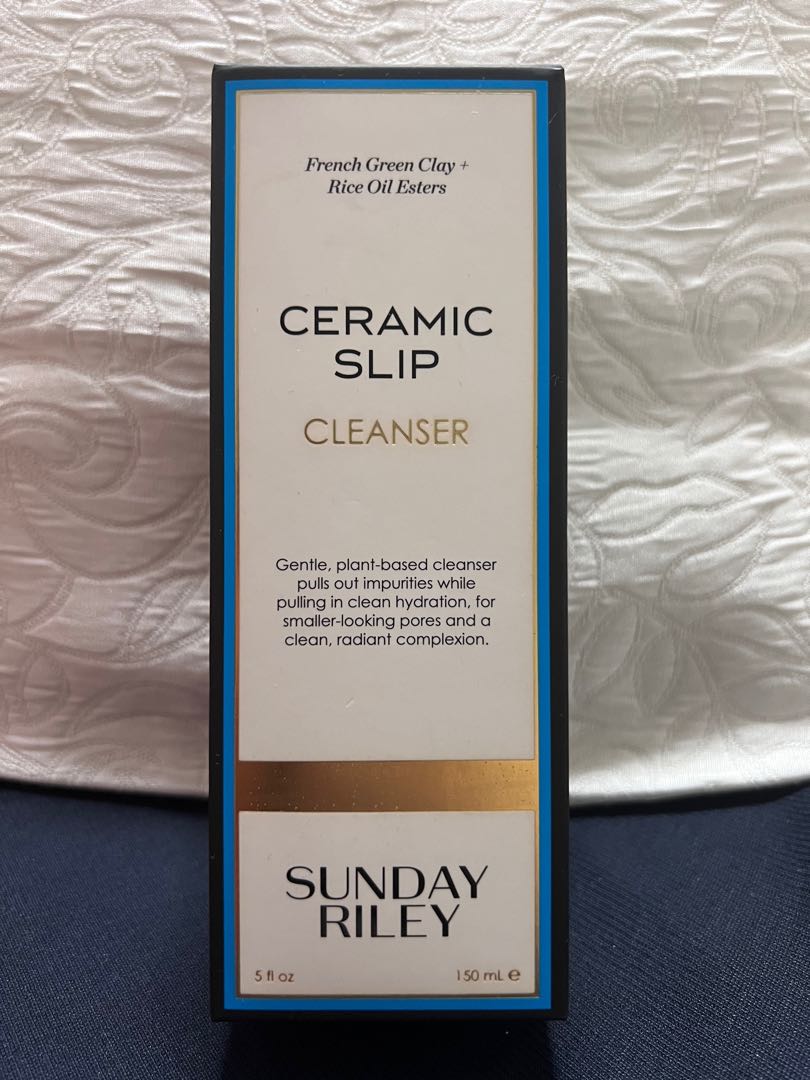 French Green Clay +
Rice Oil Esters
CERAMIC
SLIP
CLEANSER
Gentle, plant-based cleanser
pulls out impurities while
pulling in clean hydration, for
smaller-looking pores and a
clean, radiant complexion.
SUNDAY
RILEY
5 fl oz 150 mL ℮